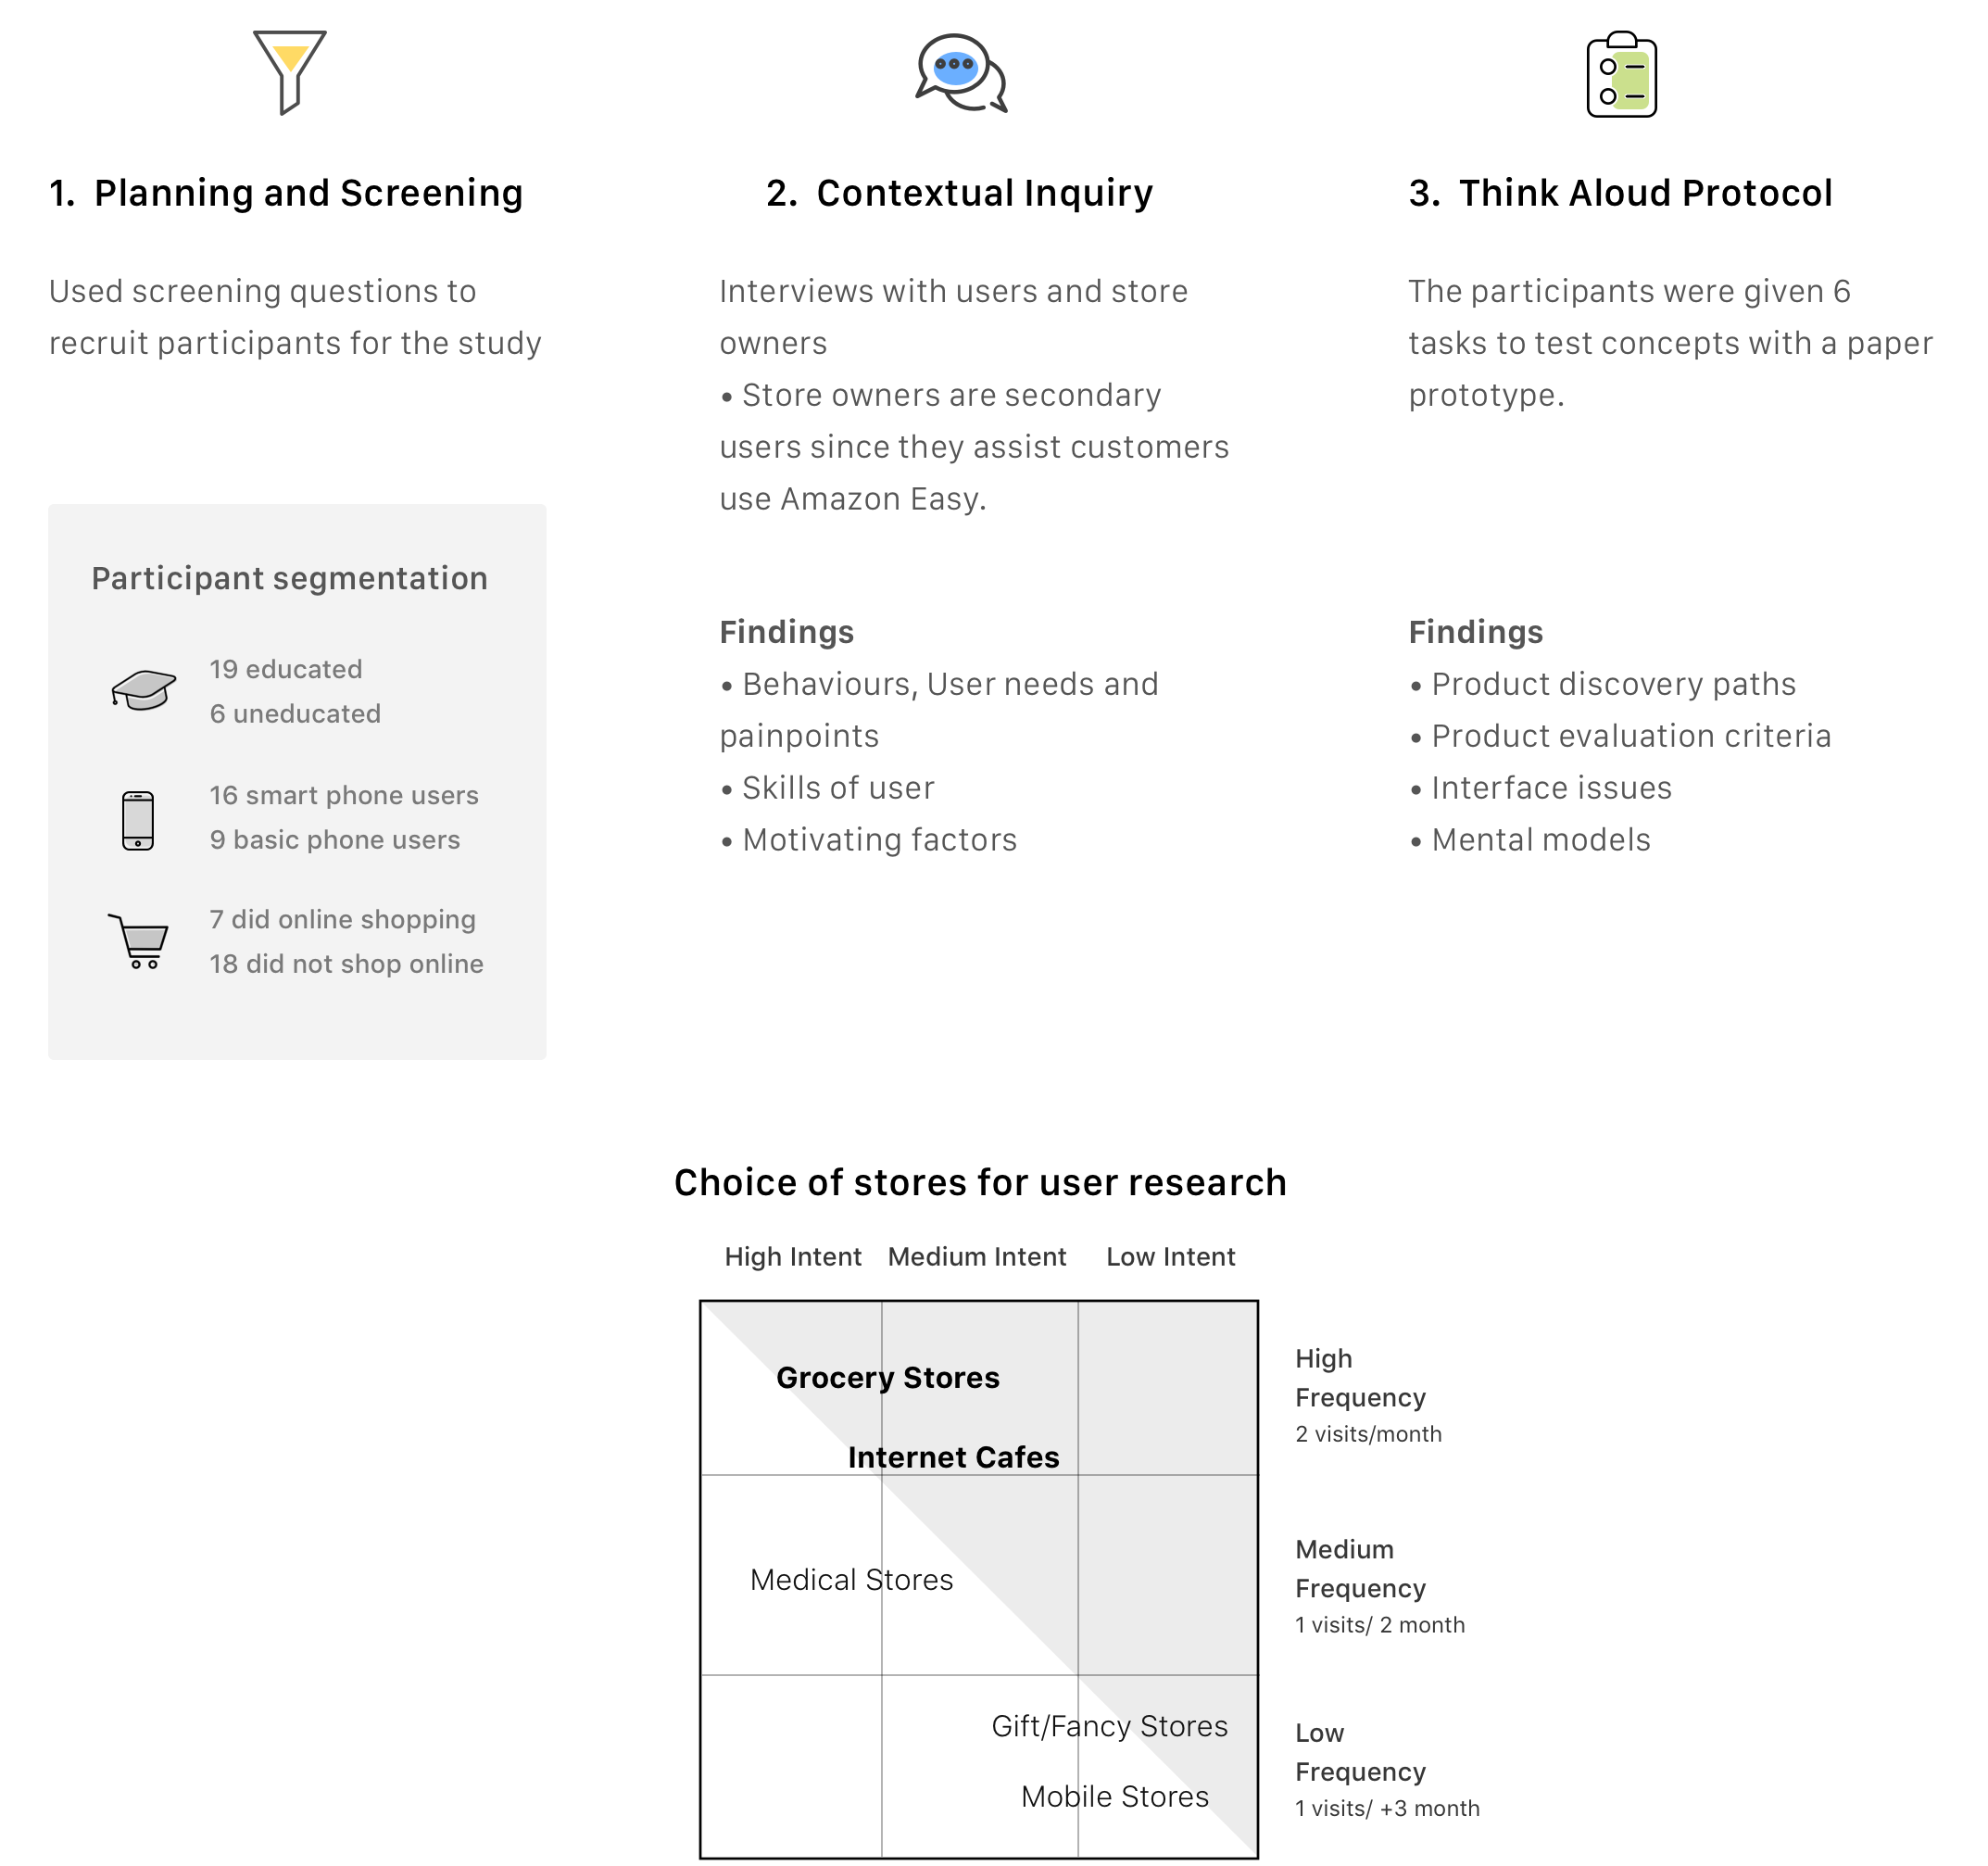 1. Planning and Screening
Used screening questions to
recruit participants for the study
Participant segmentation
19 educated
6 uneducated
16 smart phone users
9 basic phone users
7 did online shopping
18 did not shop online
2. Contextual Inquiry
Interviews with users and store
owners
• Store owners are secondary
users since they assist customers
use Amazon Easy.
Findings
• Behaviours, User needs and
painpoints
• Skills of user
• Motivating factors
3. Think Aloud Protocol
The participants were given 6
tasks to test concepts with a paper
prototype.
Findings
• Product discovery paths
• Product evaluation criteria
• Interface issues
• Mental models
Choice of stores for user research
High Intent Medium Intent Low Intent
Grocery Stores
Internet Cafes
High
Frequency
2 visits/month
Medical Stores
Medium
Frequency
1 visits/ 2 month
Gift/Fancy Stores
Mobile Stores
Low
Frequency
1 visits/ +3 month